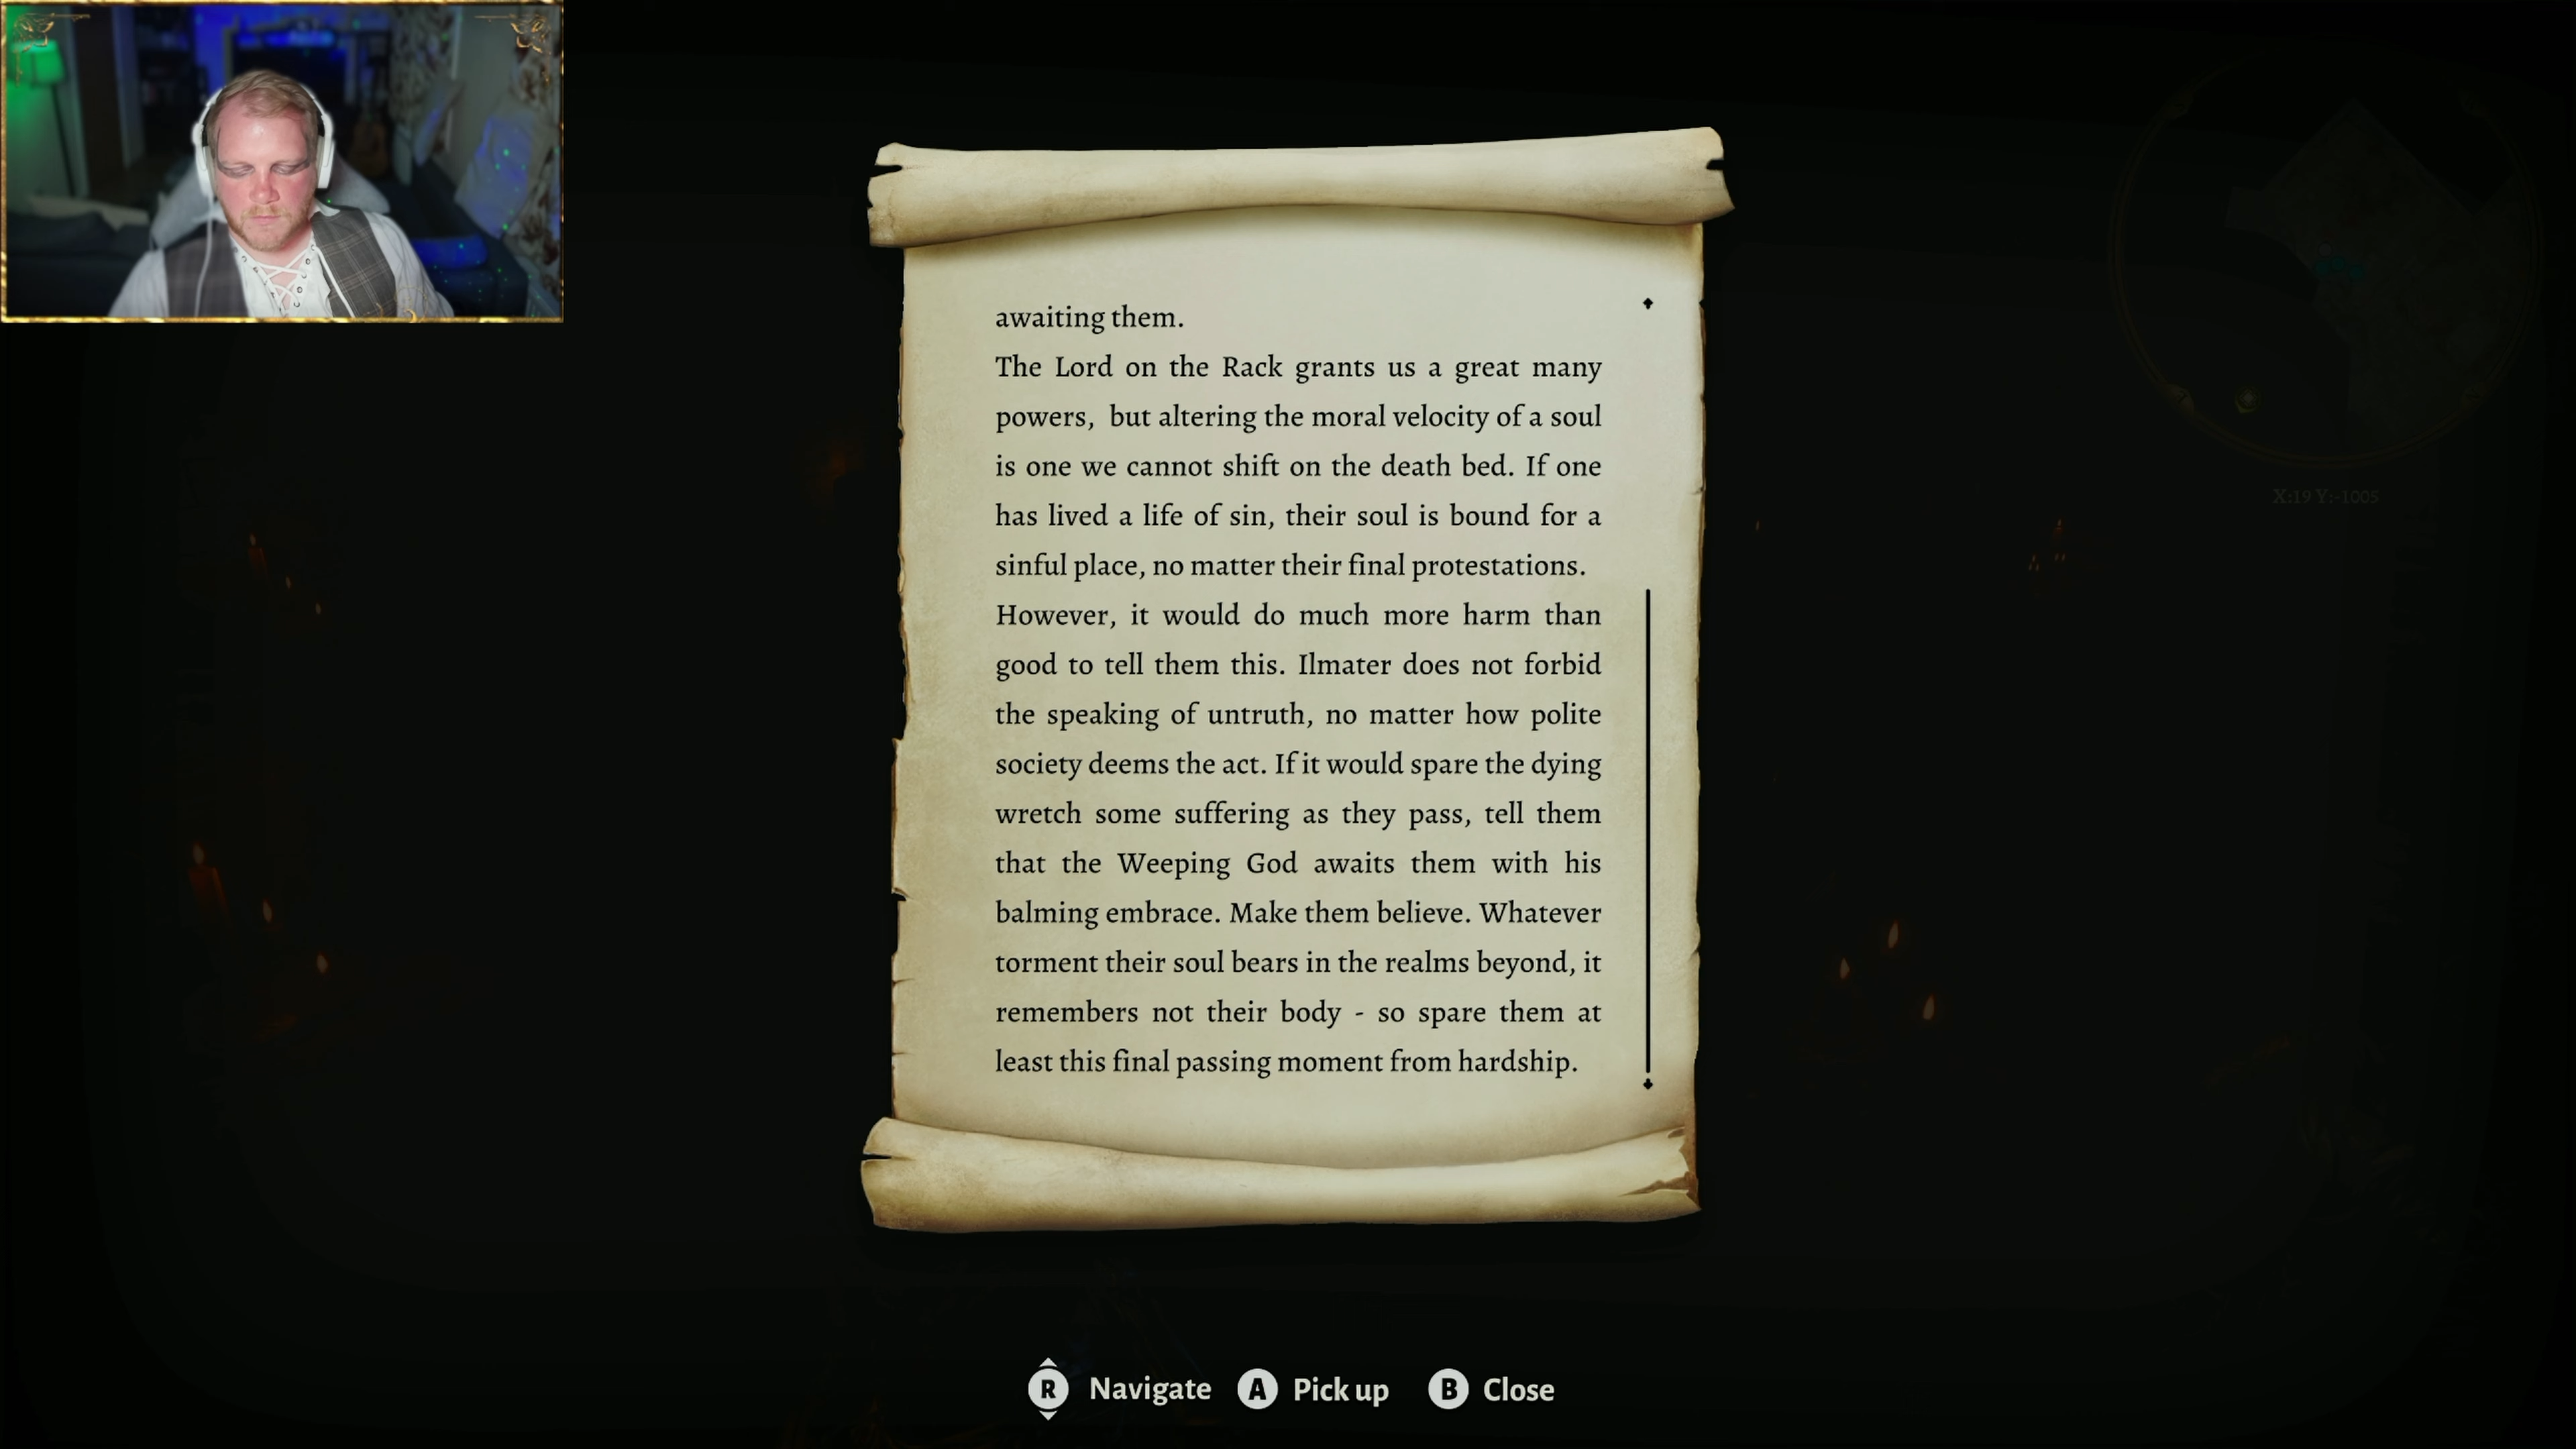 awaiting them.
The Lord on the Rack grants us a great many
powers, but altering the moral velocity of a soul
is one we cannot shift on the death bed. If one
has lived a life of sin, their soul is bound for a
sinful place, no matter their final protestations.
However, it would do much more harm than
good to tell them this. Ilmater does not forbid
the speaking of untruth, no matter how polite
society deems the act. If it would spare the dying
wretch some suffering as they pass, tell them
that the Weeping God awaits them with his
balming embrace. Make them believe. Whatever
torment their soul bears in the realms beyond, it
remembers not their body - so spare them at
least this final passing moment from hardship.
X:19 Y:-1005
R Navigate A Pick up B Close